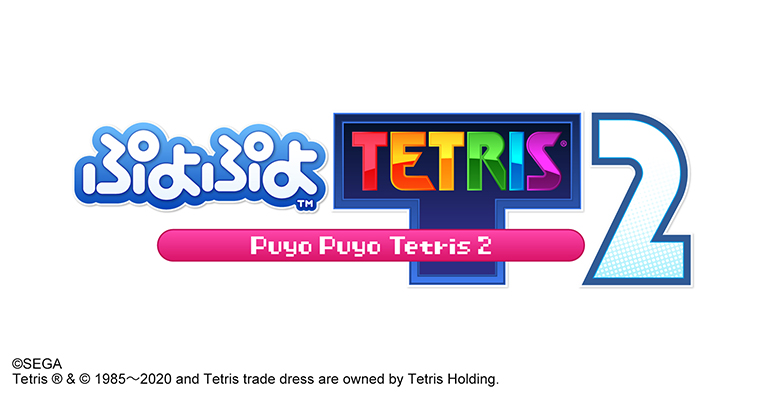 ぷよぷよ™
TETRIS®
2
Puyo Puyo Tetris 2
©SEGA
Tetris ® & © 1985～2020 and Tetris trade dress are owned by Tetris Holding.